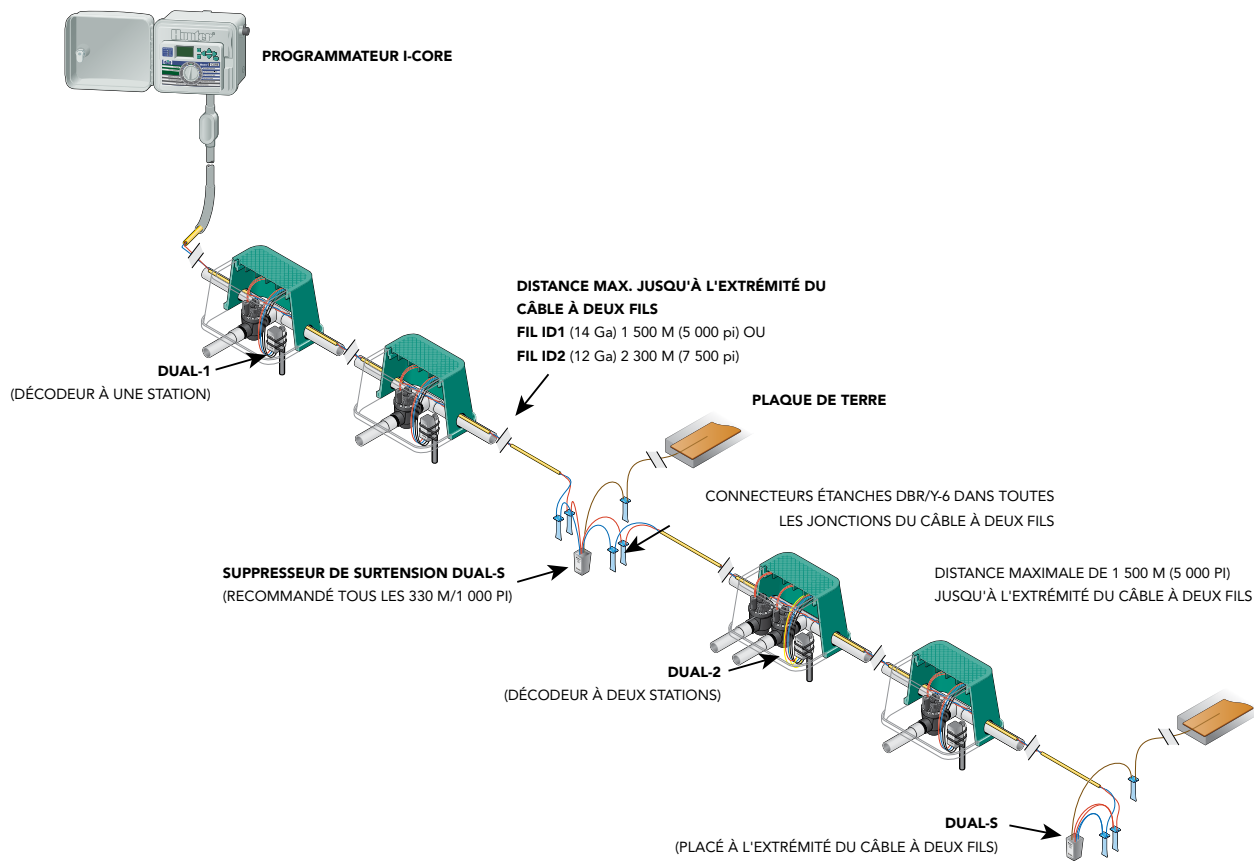 Hunter
PROGRAMMATEUR I-CORE
DISTANCE MAX. JUSQU'À L'EXTRÉMITÉ DU
CÂBLE À DEUX FILS
FIL ID1 (14 Ga) 1 500 M (5 000 pi) OU
FIL ID2 (12 Ga) 2 300 M (7 500 pi)
DUAL-1
(DÉCODEUR À UNE STATION)
PLAQUE DE TERRE
CONNECTEURS ÉTANCHES DBR/Y-6 DANS TOUTES
LES JONCTIONS DU CÂBLE À DEUX FILS
SUPPRESSEUR DE SURTENSION DUAL-S
(RECOMMANDÉ TOUS LES 330 M/1 000 PI)
DISTANCE MAXIMALE DE 1 500 M (5 000 PI)
JUSQU'À L'EXTRÉMITÉ DU CÂBLE À DEUX FILS
DUAL-2
(DÉCODEUR À DEUX STATIONS)
DUAL-S
(PLACÉ À L'EXTRÉMITÉ DU CÂBLE À DEUX FILS)